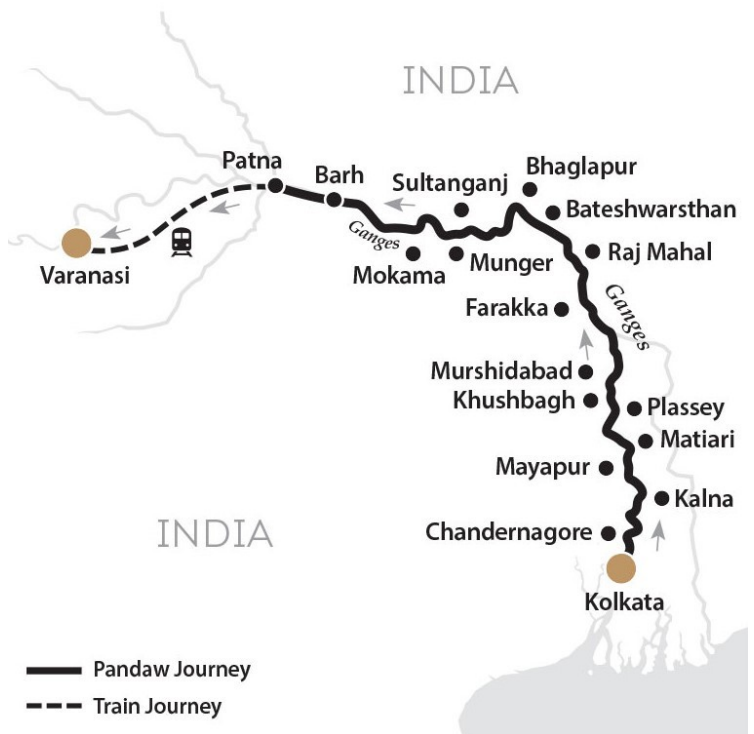 INDIA
Patna
Barh
Sultanganj
Bhaglapur
Bateshwarsthan
Ganges
Varanasi
Mokama
Munger
Raj Mahal
Farakka
Ganges
Murshidabad
Khushbagh
Plassey
Matiari
Mayapur
Kalna
INDIA
Chandernagore
Kolkata
Pandaw Journey
Train Journey